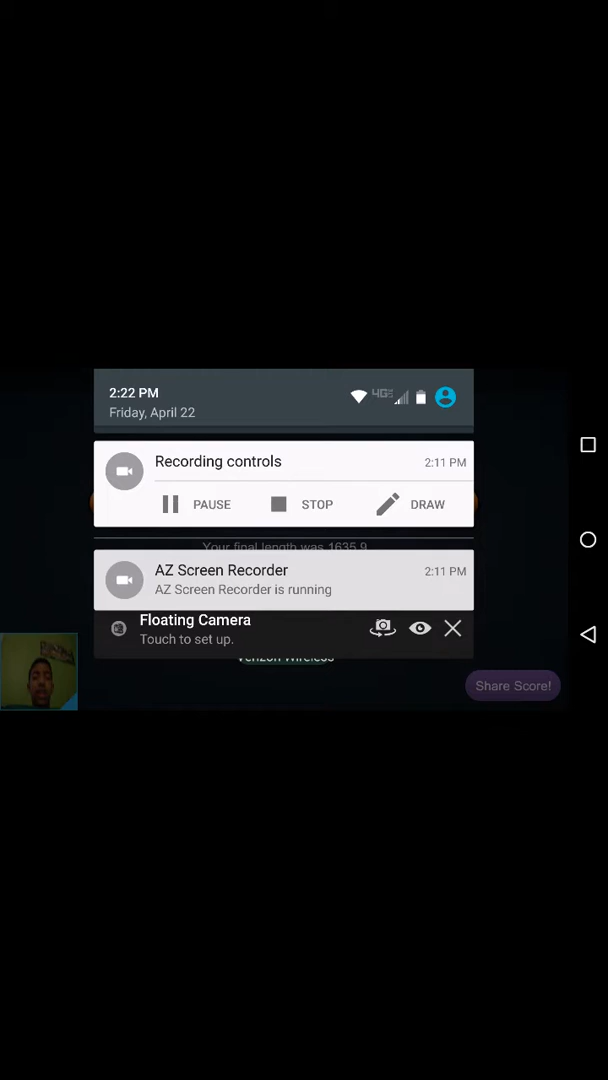 2:22 PM
Friday, April 22
4G
Recording controls
2:11 PM
PAUSE
STOP
DRAW
Your final length was 1635.9
AZ Screen Recorder
2:11 PM
AZ Screen Recorder is running
Floating Camera
Touch to set up.
Verizon Wireless
Share Score!